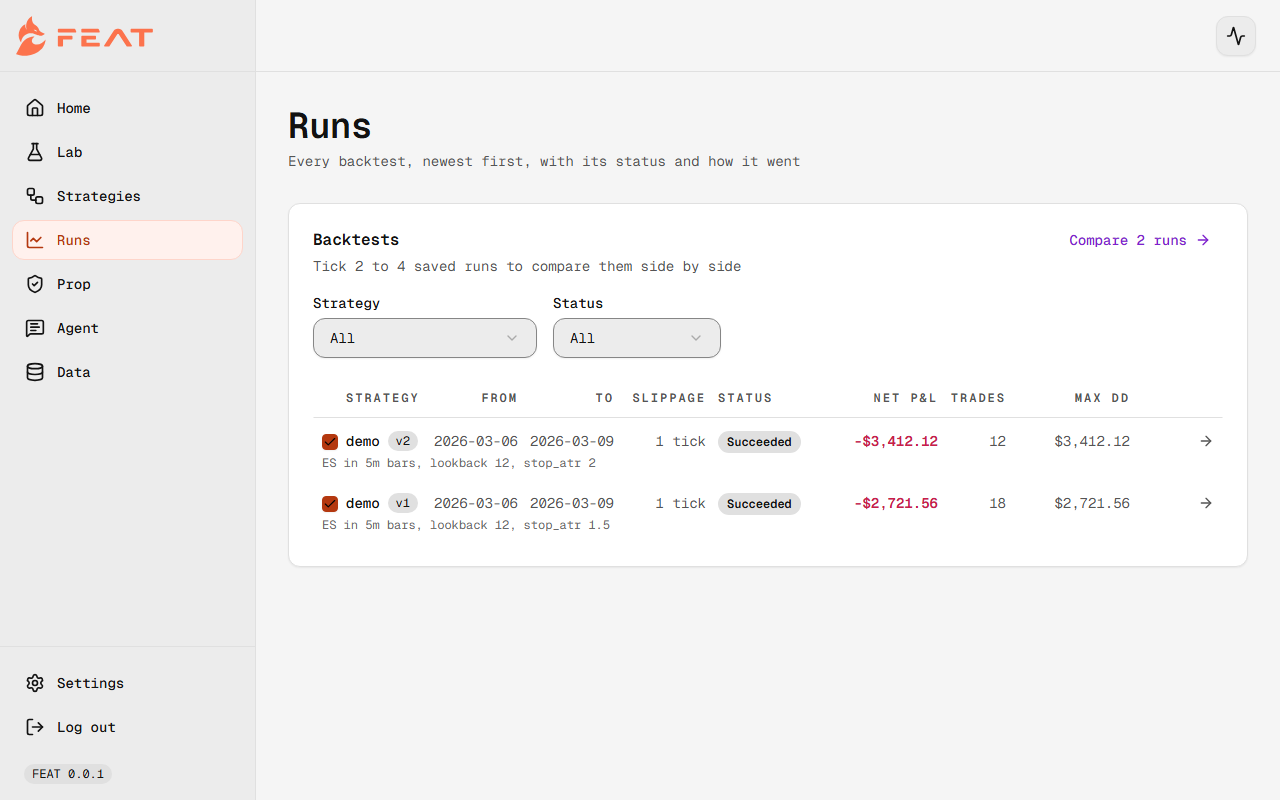 FEAT
Home
Lab
Strategies
Runs
Prop
Agent
Data
Settings
Log out
FEAT 0.0.1
Runs
Every backtest, newest first, with its status and how it went
Backtests
Compare 2 runs
Tick 2 to 4 saved runs to compare them side by side
Strategy Status
All All
STRATEGY FROM TO SLIPPAGE STATUS NET P&L TRADES MAX DD
demo v2 2026-03-06 2026-03-09 1 tick Succeeded -$3,412.12 12 $3,412.12
ES in 5m bars, lookback 12, stop_atr 2
demo v1 2026-03-06 2026-03-09 1 tick Succeeded -$2,721.56 18 $2,721.56
ES in 5m bars, lookback 12, stop_atr 1.5